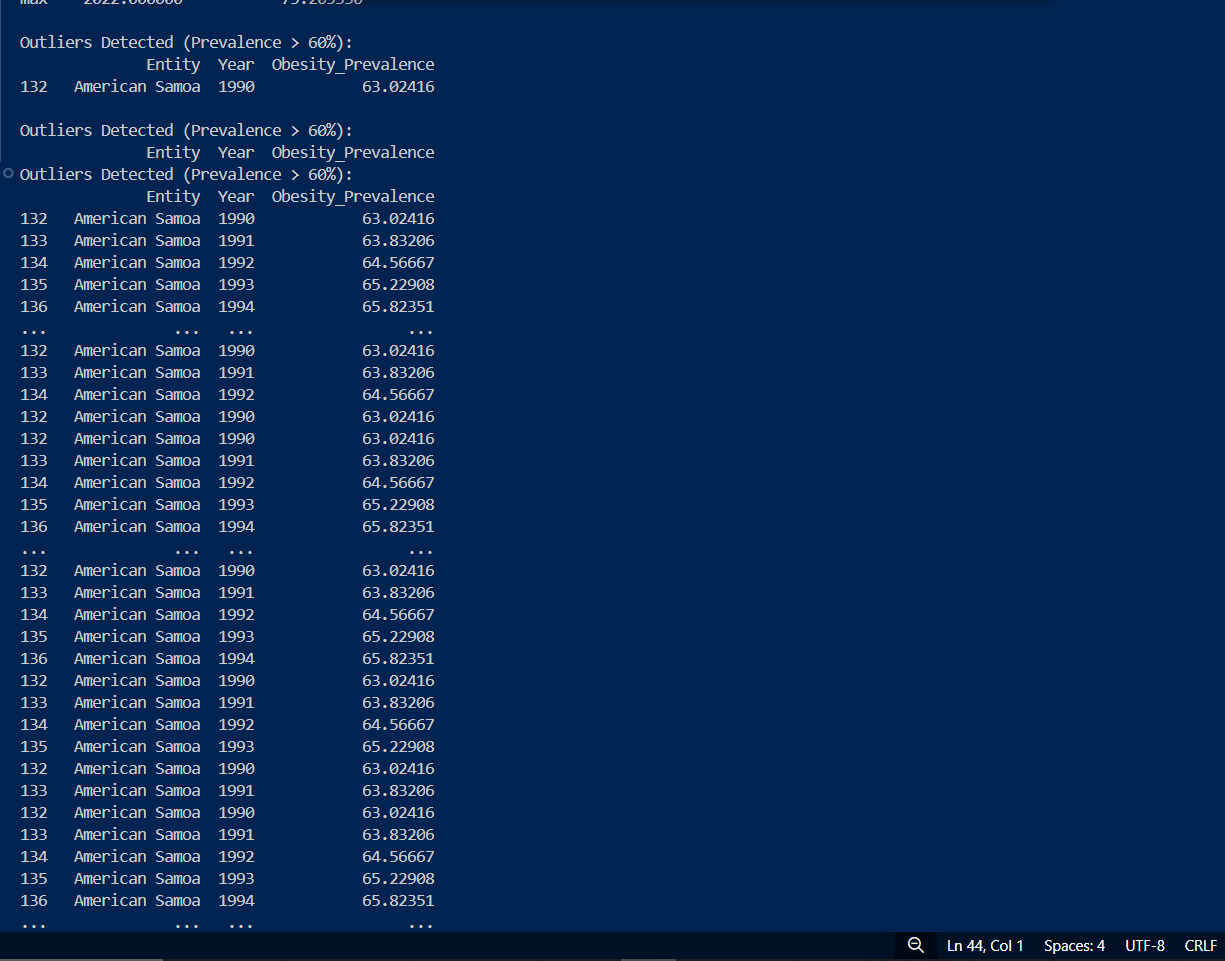 max 2022.000000
Outliers Detected (Prevalence > 60%):
Entity Year Obesity_Prevalence
132 American Samoa 1990 63.02416
Outliers Detected (Prevalence > 60%):
Entity Year Obesity_Prevalence
Outliers Detected (Prevalence > 60%):
Entity Year Obesity_Prevalence
132 American Samoa 1990 63.02416
133 American Samoa 1991 63.83206
134 American Samoa 1992 64.56667
135 American Samoa 1993 65.22908
136 American Samoa 1994 65.82351
... ... ... ...
132 American Samoa 1990 63.02416
133 American Samoa 1991 63.83206
134 American Samoa 1992 64.56667
132 American Samoa 1990 63.02416
132 American Samoa 1990 63.02416
133 American Samoa 1991 63.83206
134 American Samoa 1992 64.56667
135 American Samoa 1993 65.22908
136 American Samoa 1994 65.82351
... ... ... ...
132 American Samoa 1990 63.02416
133 American Samoa 1991 63.83206
134 American Samoa 1992 64.56667
135 American Samoa 1993 65.22908
136 American Samoa 1994 65.82351
132 American Samoa 1990 63.02416
133 American Samoa 1991 63.83206
134 American Samoa 1992 64.56667
135 American Samoa 1993 65.22908
132 American Samoa 1990 63.02416
133 American Samoa 1991 63.83206
132 American Samoa 1990 63.02416
133 American Samoa 1991 63.83206
134 American Samoa 1992 64.56667
135 American Samoa 1993 65.22908
136 American Samoa 1994 65.82351
... ... ... ...
Ln 44, Col 1 Spaces: 4 UTF-8 CRLF